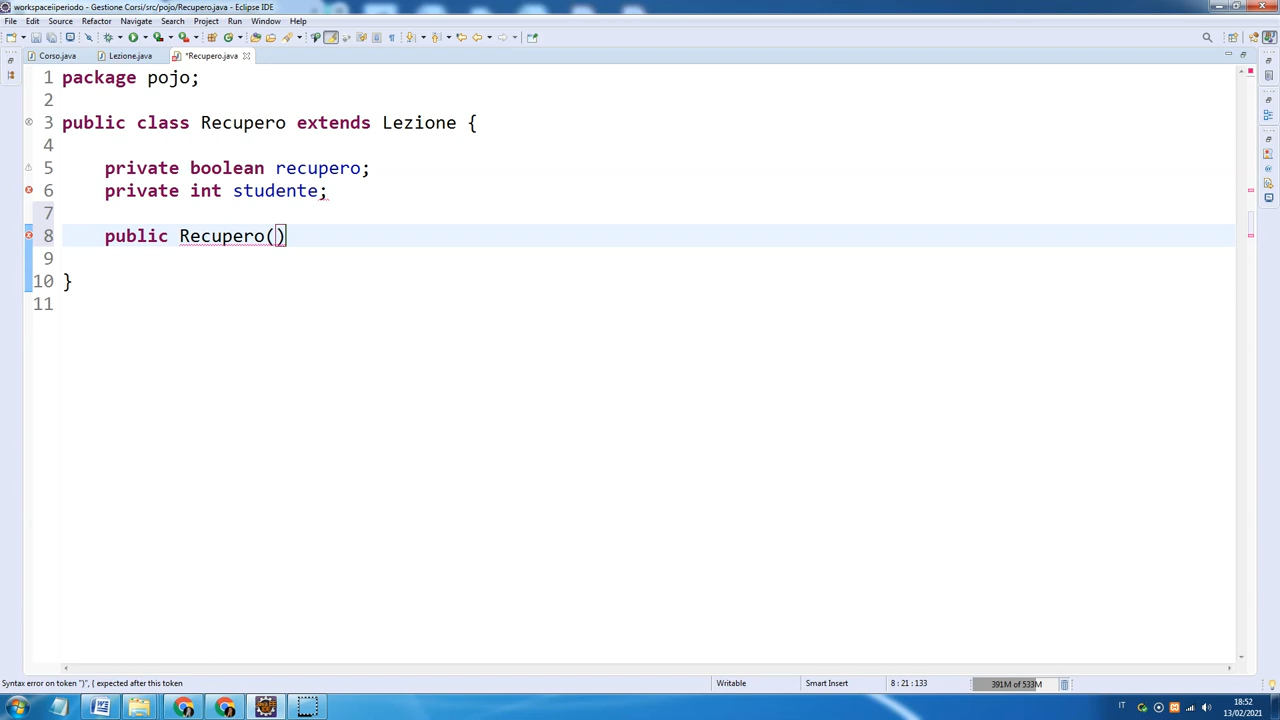 workspaceiiperiodo - Gestione Corsi/src/pojo/Recupero.java - Eclipse IDE
File Edit Source Refactor Navigate Search Project Run Window Help
Corso.java Lezione.java *Recupero.java
1 package pojo;
2
3 public class Recupero extends Lezione {
4
5 private boolean recupero;
6 private int studente;
7
8 public Recupero()
9
10 }
11
Syntax error on token ")", { expected after this token Writable Smart Insert 8 : 21 : 133 391M of 533M
IT 18:52
13/02/2021